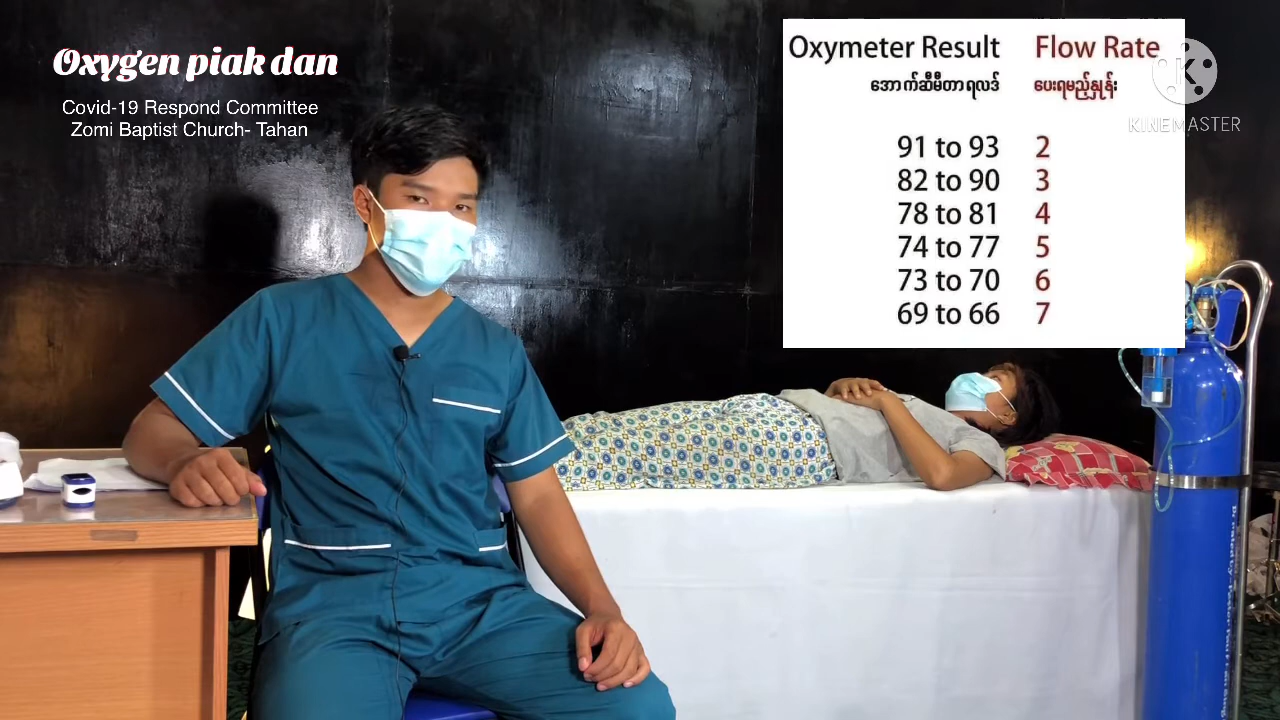 Oxygen piak dan
Covid-19 Respond Committee
Zomi Baptist Church- Tahan
Oxymeter Result Flow Rate
အောက်ဆီမီတာရလဒ် ပေးရမည့်နှုန်း
91 to 93 2
82 to 90 3
78 to 81 4
74 to 77 5
73 to 70 6
69 to 66 7
K
KINEMASTER